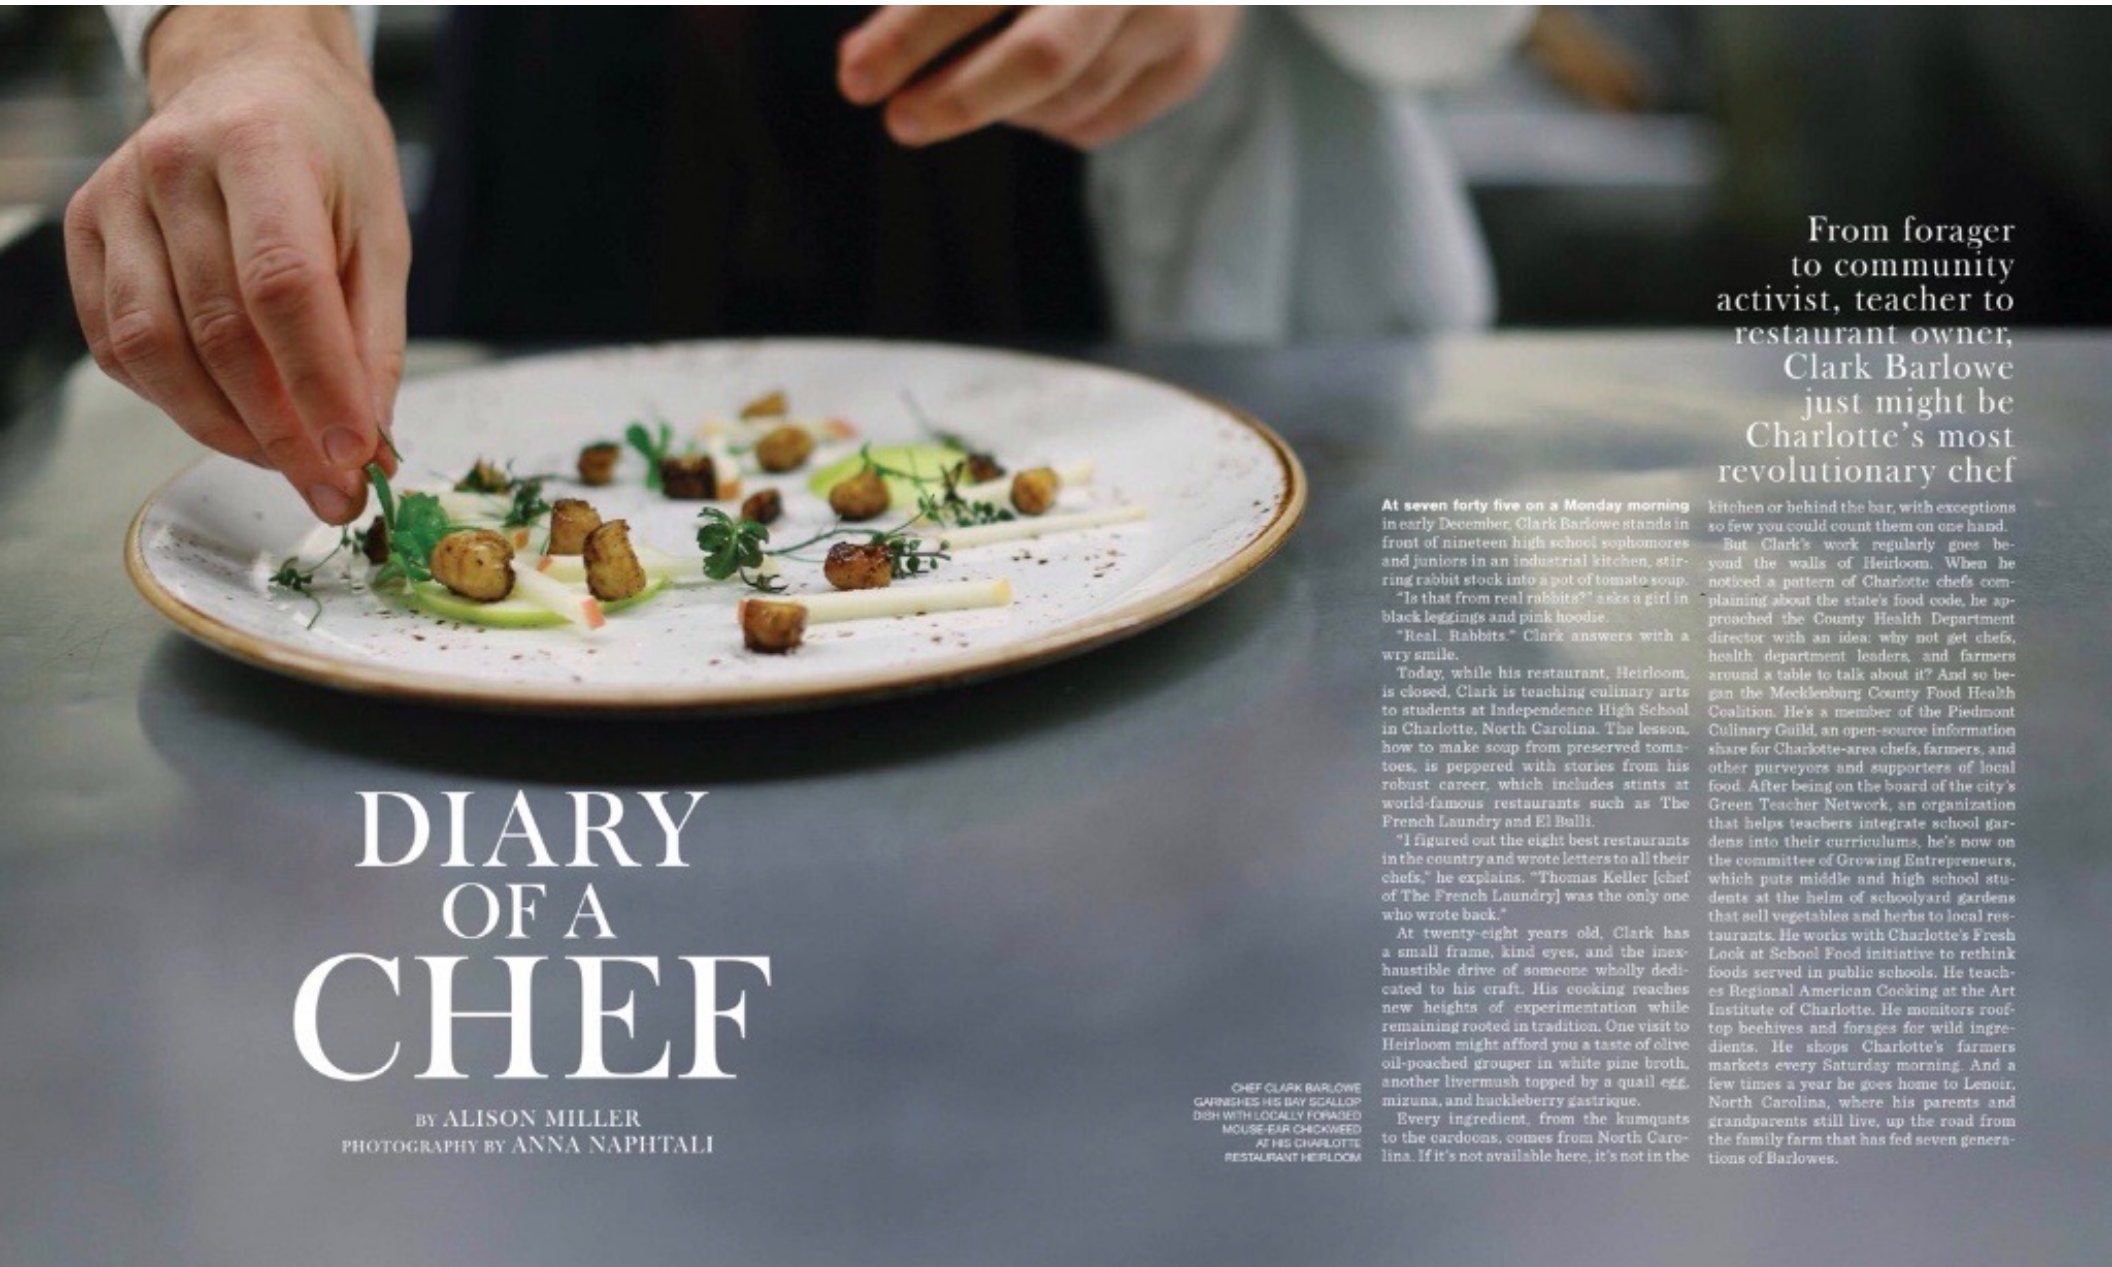 DIARY
OF A
CHEF
BY ALISON MILLER
PHOTOGRAPHY BY ANNA NAPHTALI
CHEF CLARK BARLOWE
GARNISHES HIS BAY SCALLOP
DISH WITH LOCALLY FORAGED
MOUSE-EAR CHICKWEED
AT HIS CHARLOTTE
RESTAURANT HEIRLOOM
From forager
to community
activist, teacher to
restaurant owner,
Clark Barlowe
just might be
Charlotte's most
revolutionary chef
At seven forty five on a Monday morning
in early December, Clark Barlowe stands in
front of nineteen high school sophomores
and juniors in an industrial kitchen, stir-
ring rabbit stock into a pot of tomato soup.
"Is that from real rabbits?" asks a girl in
black leggings and pink hoodie.
"Real. Rabbits." Clark answers with a
wry smile.
Today, while his restaurant, Heirloom,
is closed, Clark is teaching culinary arts
to students at Independence High School
in Charlotte, North Carolina. The lesson,
how to make soup from preserved toma-
toes, is peppered with stories from his
robust career, which includes stints at
world-famous restaurants such as The
French Laundry and El Bulli.
"I figured out the eight best restaurants
in the country and wrote letters to all their
chefs," he explains. "Thomas Keller [chef
of The French Laundry] was the only one
who wrote back."
At twenty-eight years old, Clark has
a small frame, kind eyes, and the inex-
haustible drive of someone wholly dedi-
cated to his craft. His cooking reaches
new heights of experimentation while
remaining rooted in tradition. One visit to
Heirloom might afford you a taste of olive
oil-poached grouper in white pine broth,
another livermush topped by a quail egg,
mizuna, and huckleberry gastrique.
Every ingredient, from the kumquats
to the cardoons, comes from North Caro-
lina. If it's not available here, it's not in the
kitchen or behind the bar, with exceptions
so few you could count them on one hand.
But Clark's work regularly goes be-
yond the walls of Heirloom. When he
noticed a pattern of Charlotte chefs com-
plaining about the state's food code, he ap-
proached the County Health Department
director with an idea: why not get chefs,
health department leaders, and farmers
around a table to talk about it? And so be-
gan the Mecklenburg County Food Health
Coalition. He's a member of the Piedmont
Culinary Guild, an open-source information
share for Charlotte-area chefs, farmers, and
other purveyors and supporters of local
food. After being on the board of the city's
Green Teacher Network, an organization
that helps teachers integrate school gar-
dens into their curriculums, he's now on
the committee of Growing Entrepreneurs,
which puts middle and high school stu-
dents at the helm of schoolyard gardens
that sell vegetables and herbs to local res-
taurants. He works with Charlotte's Fresh
Look at School Food initiative to rethink
foods served in public schools. He teach-
es Regional American Cooking at the Art
Institute of Charlotte. He monitors roof-
top beehives and forages for wild ingre-
dients. He shops Charlotte's farmers
markets every Saturday morning. And a
few times a year he goes home to Lenoir,
North Carolina, where his parents and
grandparents still live, up the road from
the family farm that has fed seven genera-
tions of Barlowes.